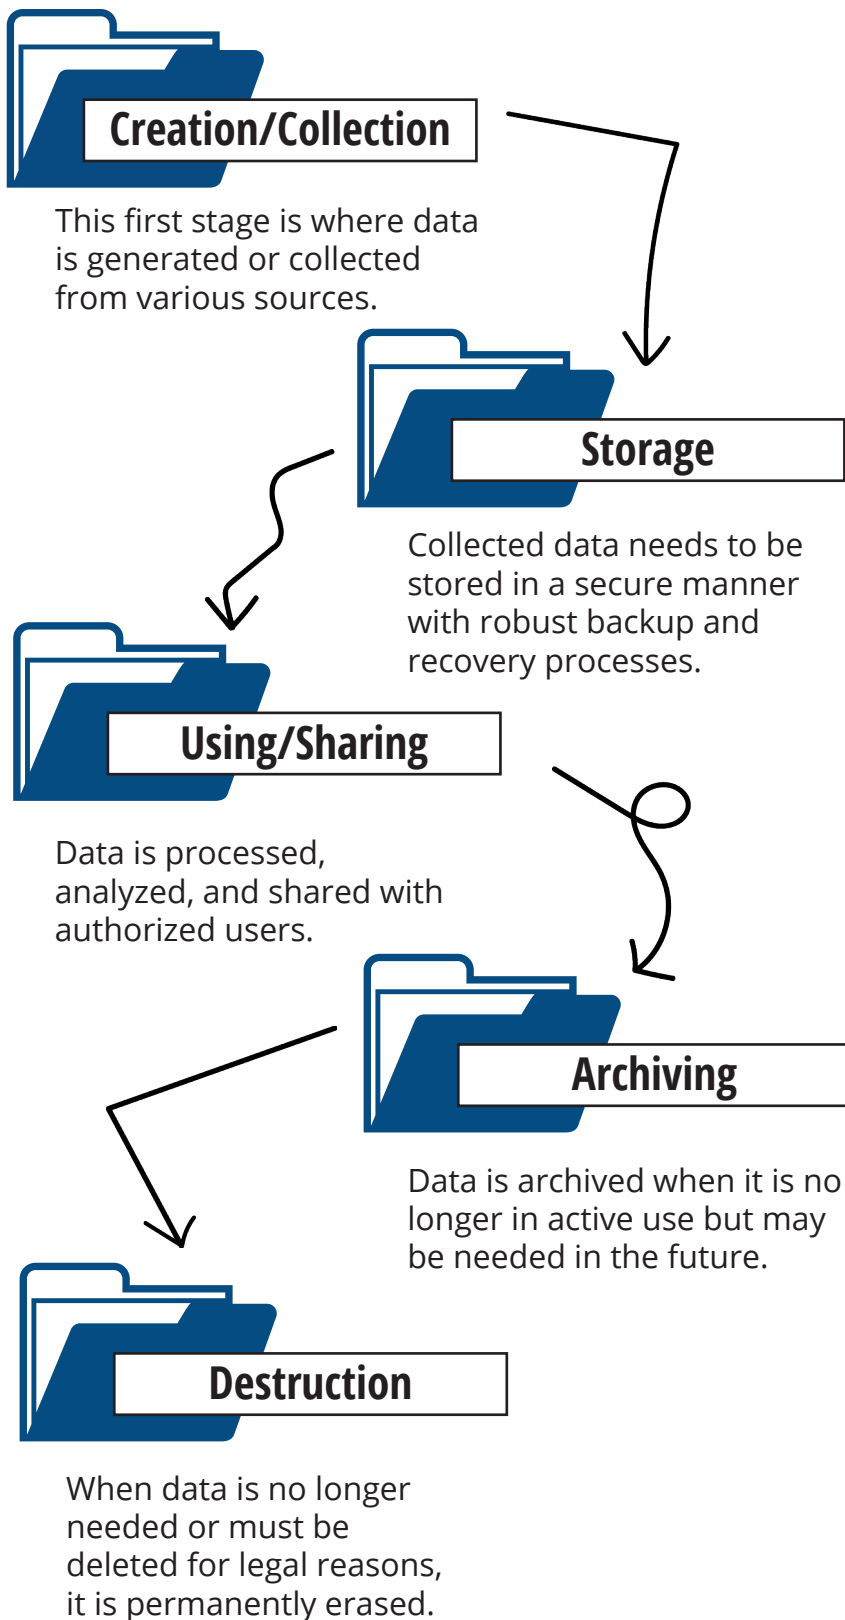 Creation/Collection
This first stage is where data
is generated or collected
from various sources.
Storage
Collected data needs to be
stored in a secure manner
with robust backup and
recovery processes.
Using/Sharing
Data is processed,
analyzed, and shared with
authorized users.
Archiving
Data is archived when it is no
longer in active use but may
be needed in the future.
Destruction
When data is no longer
needed or must be
deleted for legal reasons,
it is permanently erased.